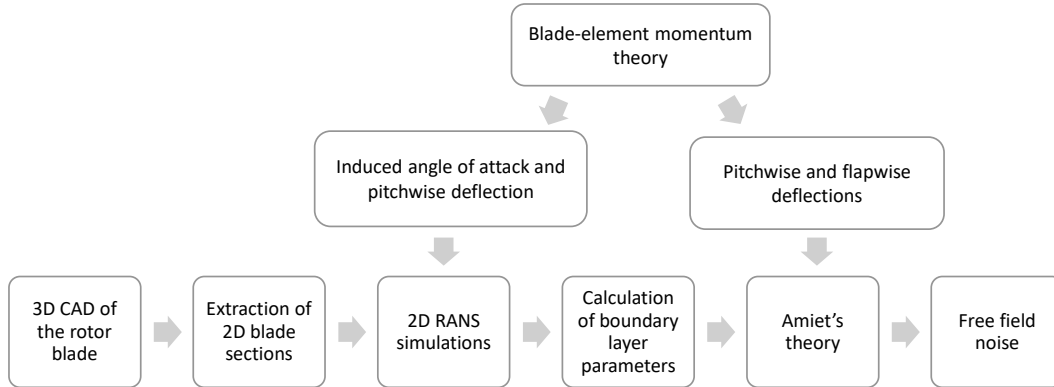 Blade-element momentum
theory
Induced angle of attack and
pitchwise deflection
Pitchwise and flapwise
deflections
3D CAD of
the rotor
blade
Extraction of
2D blade
sections
2D RANS
simulations
Calculation
of boundary
layer
parameters
Amiet's
theory
Free field
noise